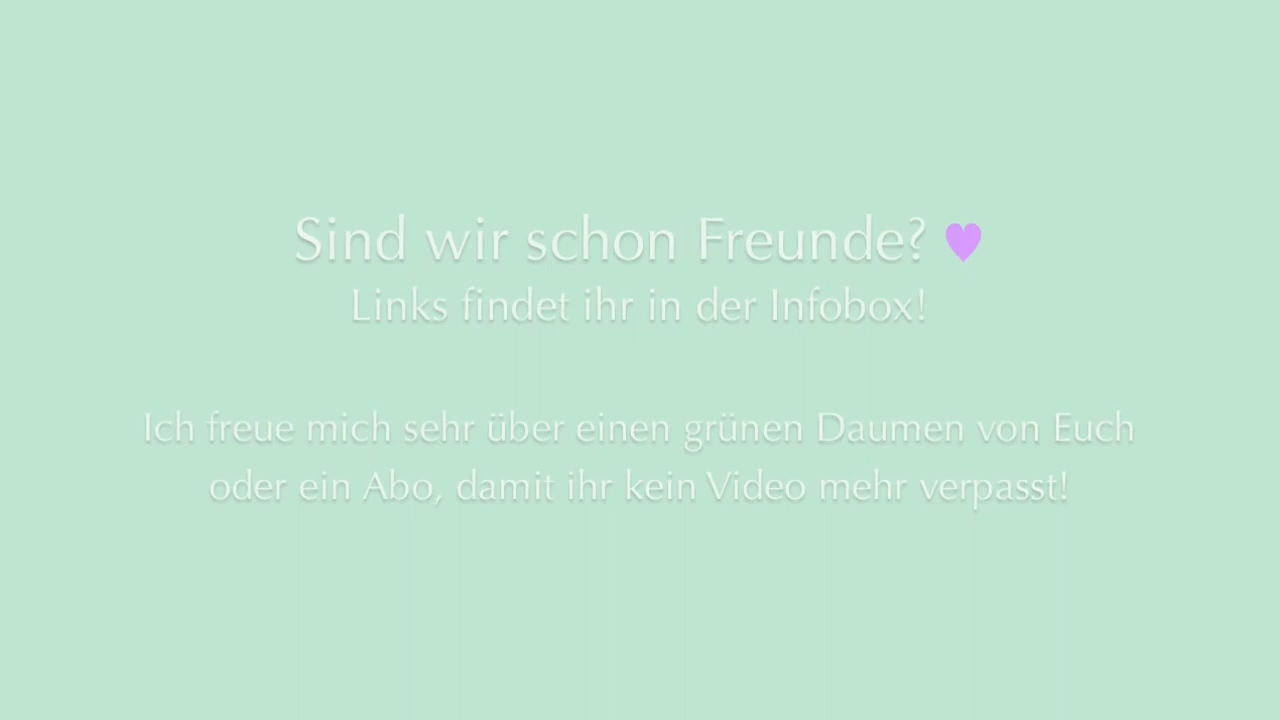 Sind wir schon Freunde? 💜
Links findet ihr in der Infobox!
Ich freue mich sehr über einen grünen Daumen von Euch
oder ein Abo, damit ihr kein Video mehr verpasst!